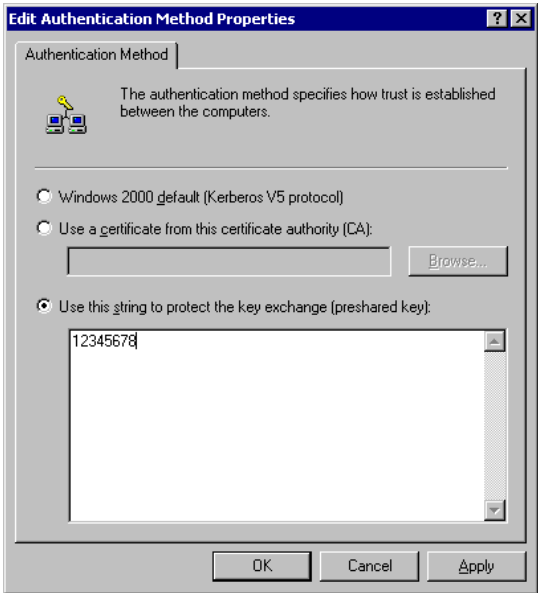 Edit Authentication Method Properties
Authentication Method
The authentication method specifies how trust is established
between the computers.
Windows 2000 default (Kerberos V5 protocol)
Use a certificate from this certificate authority (CA):
Browse...
Use this string to protect the key exchange (preshared key):
12345678
OK Cancel Apply